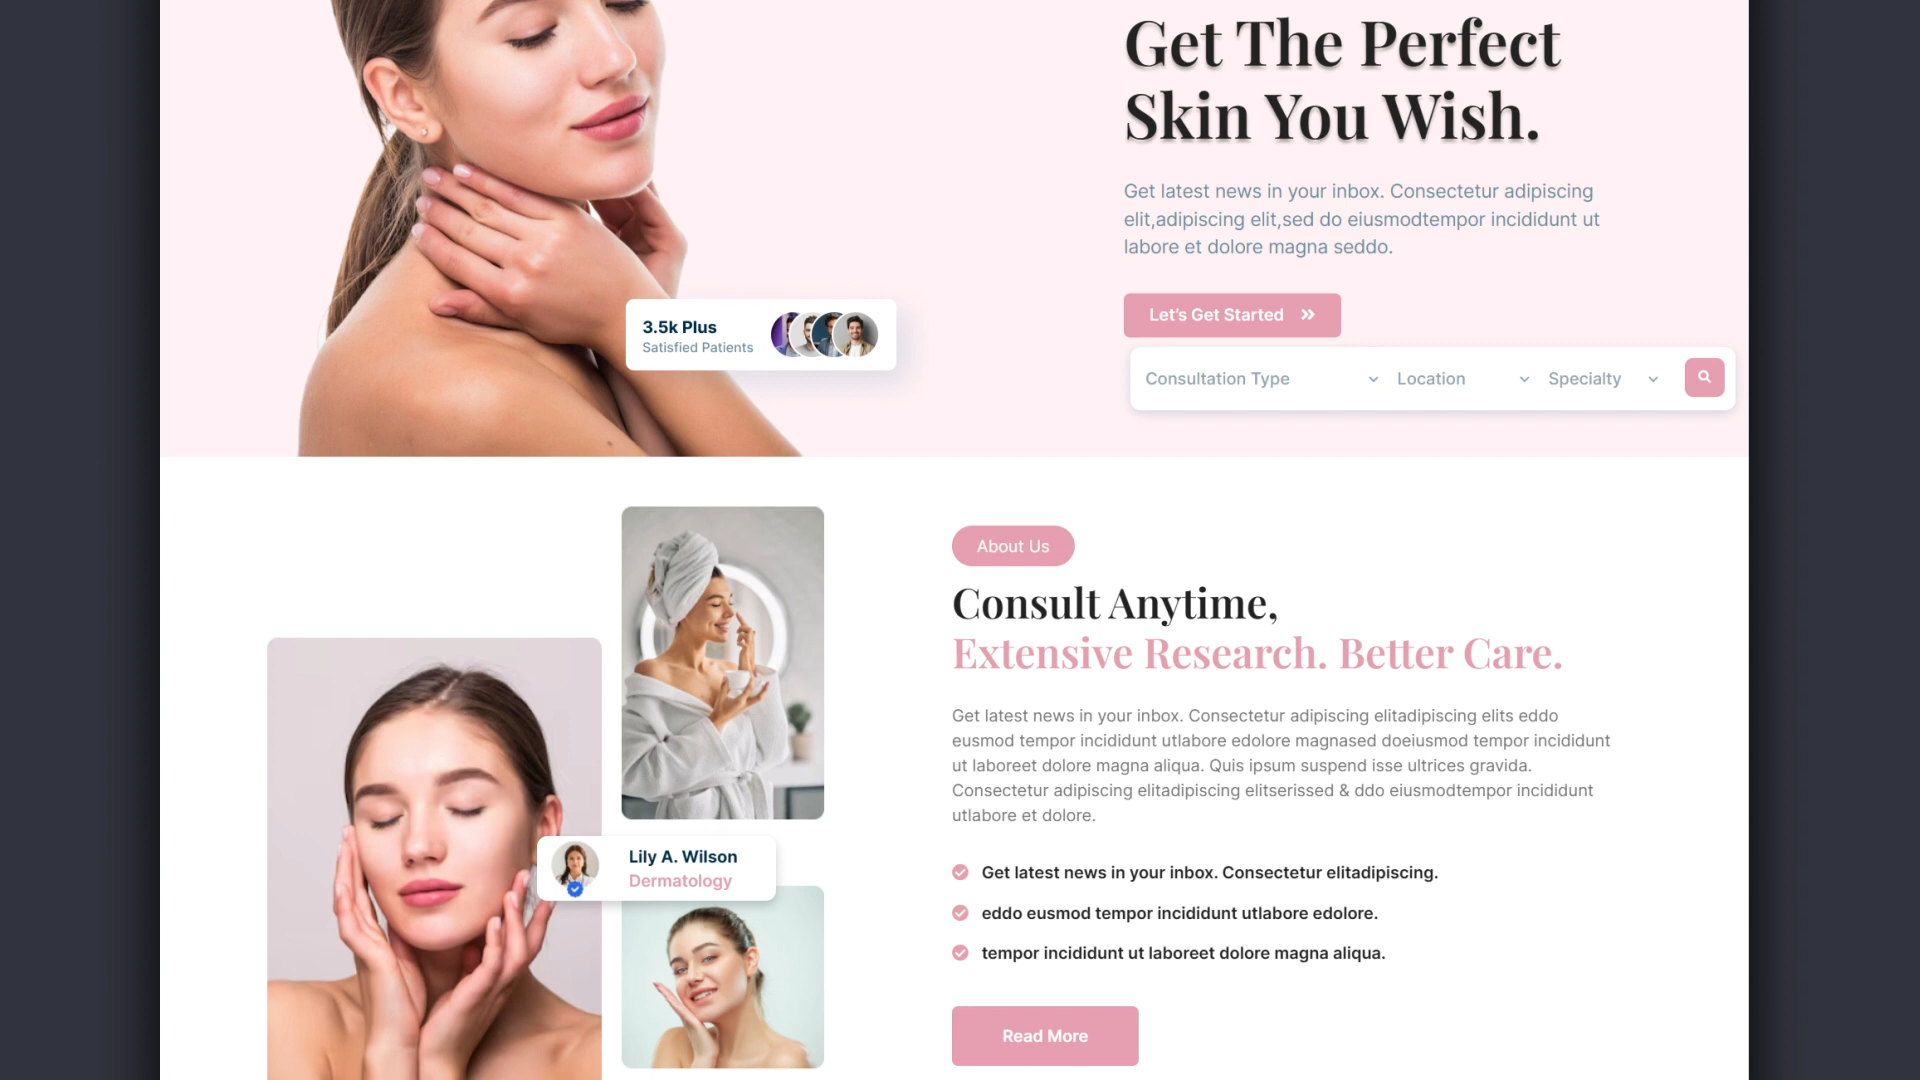 Get The Perfect
Skin You Wish.
Get latest news in your inbox. Consectetur adipiscing
elit,adipiscing elit,sed do eiusmodtempor incididunt ut
labore et dolore magna seddo.
Let's Get Started
3.5k Plus
Satisfied Patients
Consultation Type
Location
Specialty
About Us
Consult Anytime,
Extensive Research. Better Care.
Get latest news in your inbox. Consectetur adipiscing elitadipiscing elits eddo
eusmod tempor incididunt utlabore edolore magnased doeiusmod tempor incididunt
ut laboreet dolore magna aliqua. Quis ipsum suspend isse ultrices gravida.
Consectetur adipiscing elitadipiscing elitserissed & ddo eiusmodtempor incididunt
utlabore et dolore.
Lily A. Wilson
Dermatology
Get latest news in your inbox. Consectetur elitadipiscing.
eddo eusmod tempor incididunt utlabore edolore.
tempor incididunt ut laboreet dolore magna aliqua.
Read More